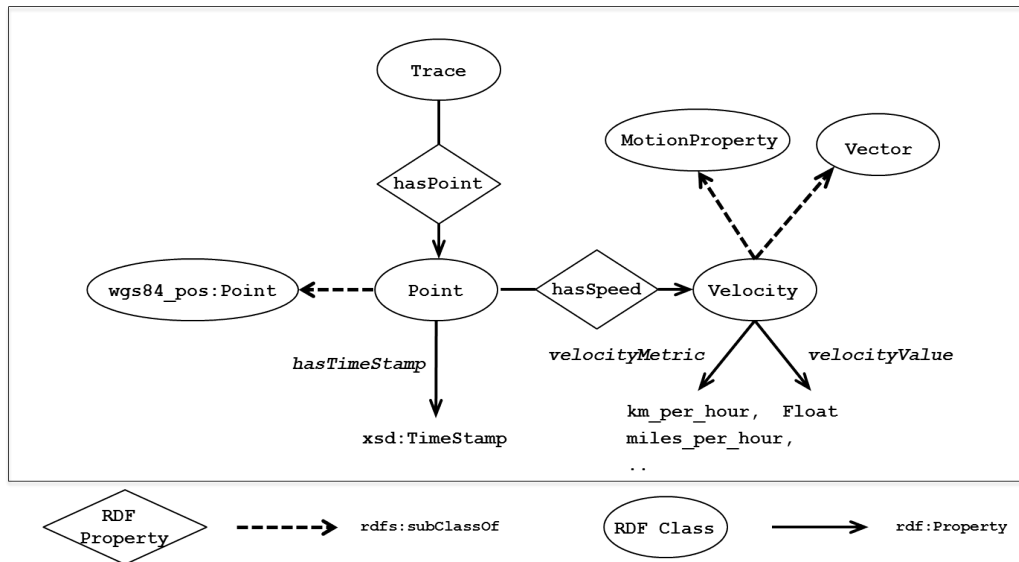 Trace
MotionProperty
Vector
hasPoint
wgs84_pos:Point
Point
hasSpeed
Velocity
hasTimeStamp
velocityMetric
velocityValue
km_per_hour, Float
miles_per_hour,
..
xsd:TimeStamp
RDF
Property
rdfs:subClassOf
RDF Class
rdf:Property